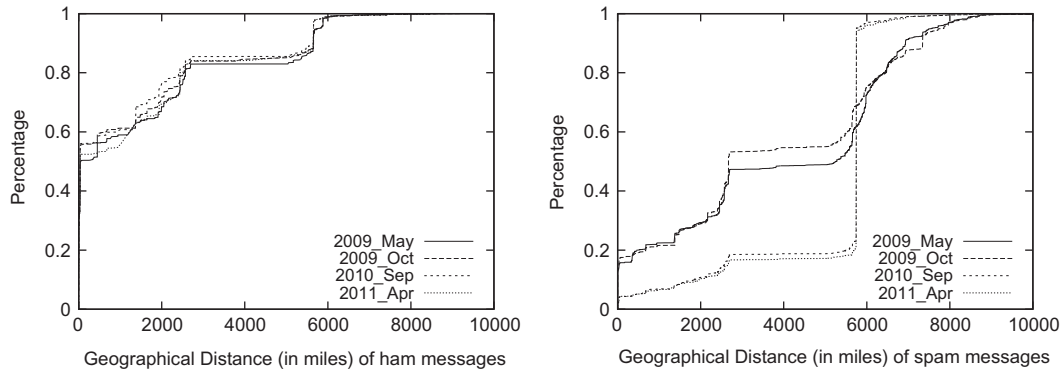 1
0.8
0.6
0.4
0.2
0
Percentage
2009_May
2009_Oct
2010_Sep
2011_Apr
0 2000 4000 6000 8000 10000
Geographical Distance (in miles) of ham messages
1
0.8
0.6
0.4
0.2
0
Percentage
2009_May
2009_Oct
2010_Sep
2011_Apr
0 2000 4000 6000 8000 10000
Geographical Distance (in miles) of spam messages